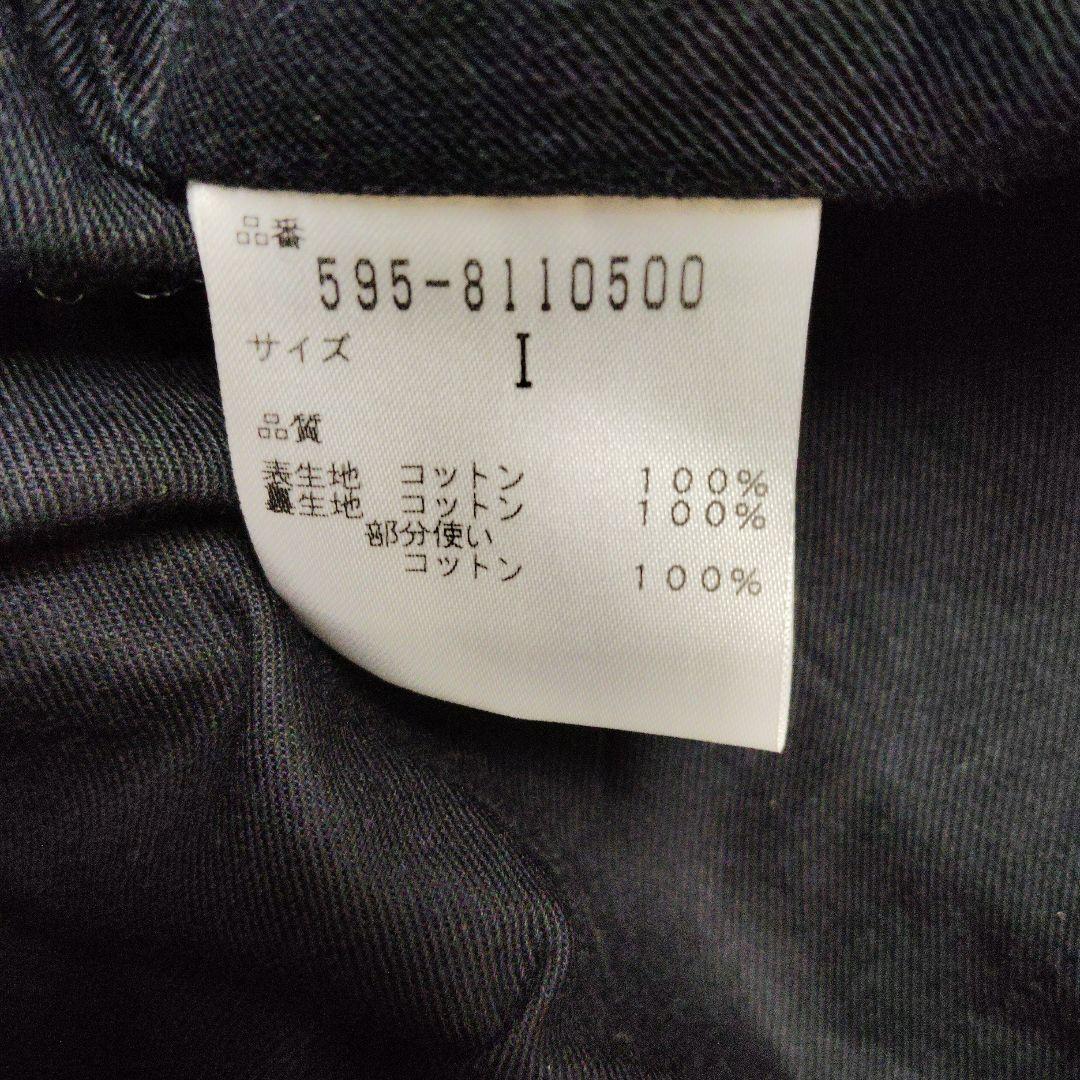 品番
595-8110500
サイズ I
品質
表生地 コットン 100%
裏生地 コットン 100%
部分使い
コットン 100%